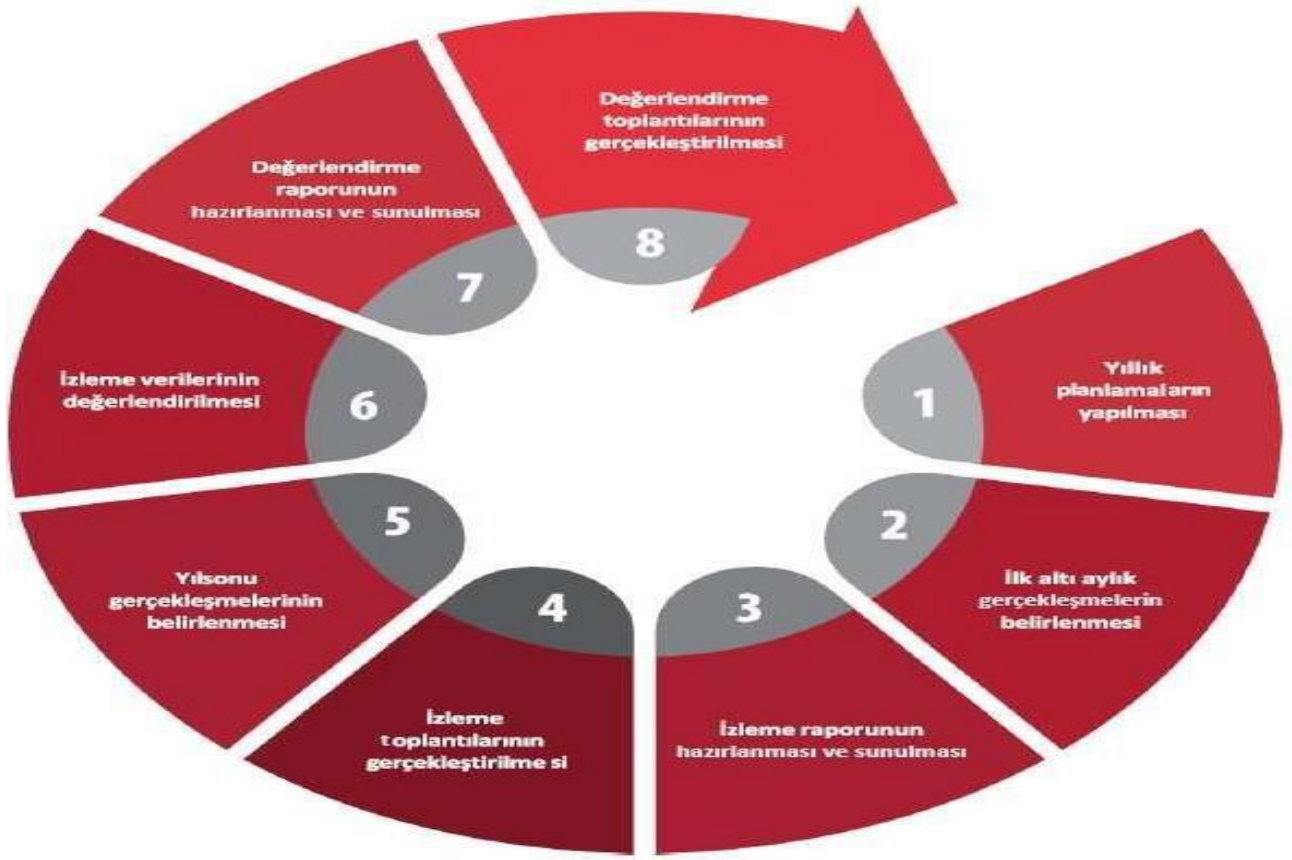 1
Yıllık
planlamaların
yapılması
2
İlk altı aylık
gerçekleşmelerin
belirlenmesi
3
İzleme raporunun
hazırlanması ve sunulması
4
İzleme
toplantılarının
gerçekleştirilme si
5
Yılsonu
gerçekleşmelerinin
belirlenmesi
6
İzleme verilerinin
değerlendirilmesi
7
Değerlendirme
raporunun
hazırlanması ve sunulması
8
Değerlendirme
toplantılarının
gerçekleştirilmesi